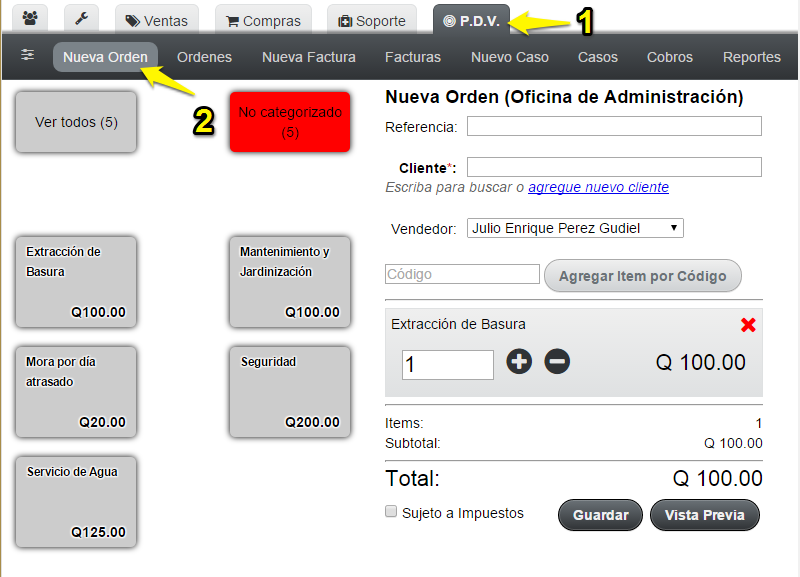 Ventas
Compras
Soporte
P.D.V.
1
Nueva Orden
Ordenes
Nueva Factura
Facturas
Nuevo Caso
Casos
Cobros
Reportes
2
Ver todos (5)
No categorizado
(5)
Extracción de
Basura
Q100.00
Mantenimiento y
Jardinización
Q100.00
Mora por día
atrasado
Q20.00
Seguridad
Q200.00
Servicio de Agua
Q125.00
Nueva Orden (Oficina de Administración)
Referencia:
Cliente*:
Escriba para buscar o agregue nuevo cliente
Vendedor: Julio Enrique Perez Gudiel
Código
Agregar Item por Código
Extracción de Basura
1
Q 100.00
Items: 1
Subtotal: Q 100.00
Total: Q 100.00
Sujeto a Impuestos
Guardar
Vista Previa